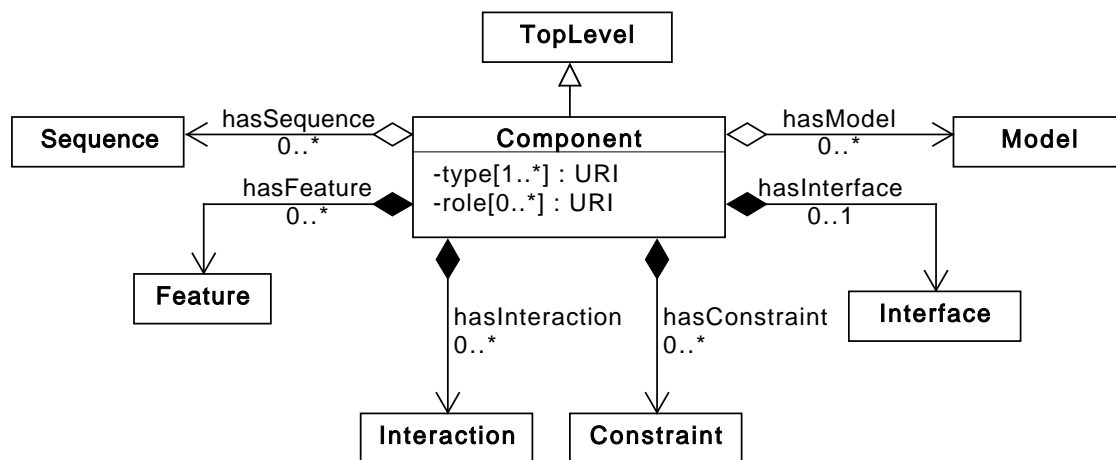 TopLevel
Sequence
hasSequence
0..*
Component
hasModel
0..*
Model
-type[1..*] : URI
-role[0..*] : URI
hasFeature
0..*
hasInterface
0..1
Feature
Interface
hasInteraction
0..*
hasConstraint
0..*
Interaction
Constraint